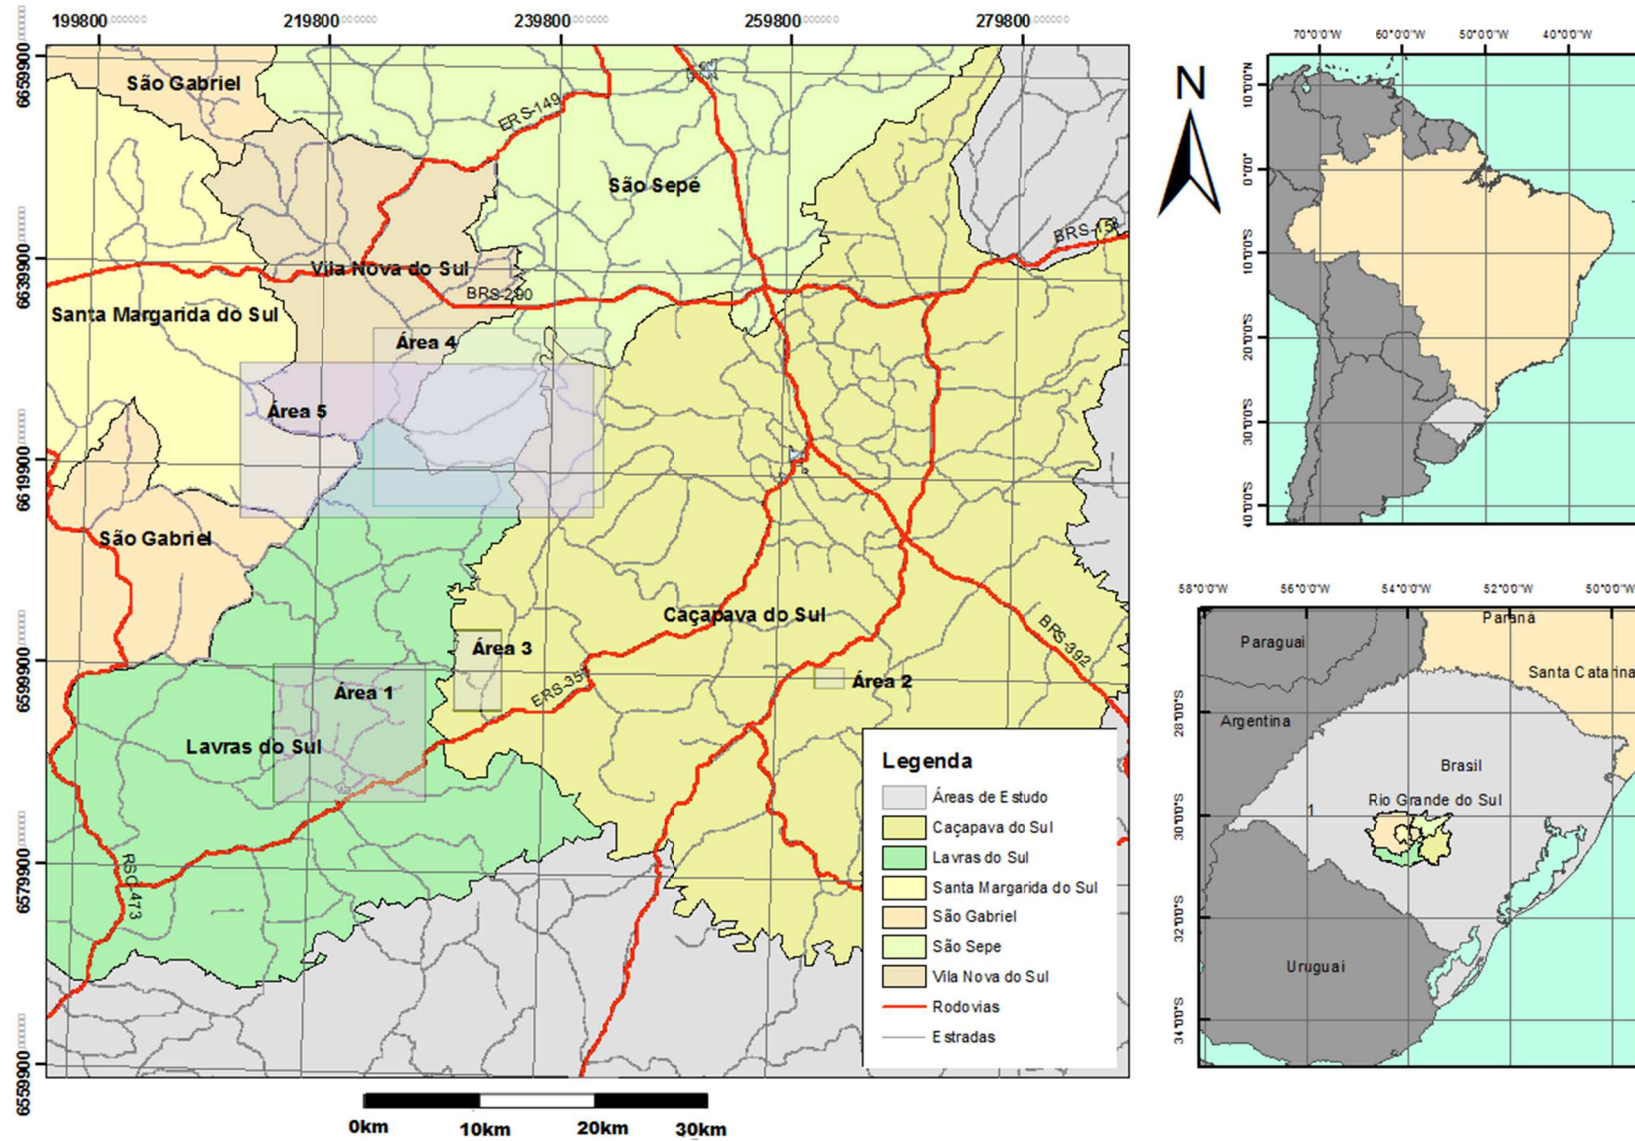 199800 219800 239800 259800 279800
6659900
6639900
6619900
6599900
6579900
6559900
São Gabriel
ERS-149
São Sepé
BRS-15
Vila Nova do Sul
BRS-290
Santa Margarida do Sul
Área 4
Área 5
São Gabriel
Caçapava do Sul
BRS-392
Área 3
Área 2
Área 1
ERS-357
Lavras do Sul
RSC-473
Legenda
Áreas de Estudo
Caçapava do Sul
Lavras do Sul
Santa Margarida do Sul
São Gabriel
São Sepe
Vila Nova do Sul
Rodovias
Estradas
0km 10km 20km 30km
N
70°0'0"W 60°0'0"W 50°0'0"W 40°0'0"W
10°0'0"N
0°0'0"
10°0'0"S
20°0'0"S
30°0'0"S
40°0'0"S
58°0'0"W 56°0'0"W 54°0'0"W 52°0'0"W 50°0'0"W
28°0'0"S
30°0'0"S
32°0'0"S
34°0'0"S
Paraná
Paraguai
Santa Catarina
Argentina
Brasil
Rio Grande do Sul
1
Uruguai